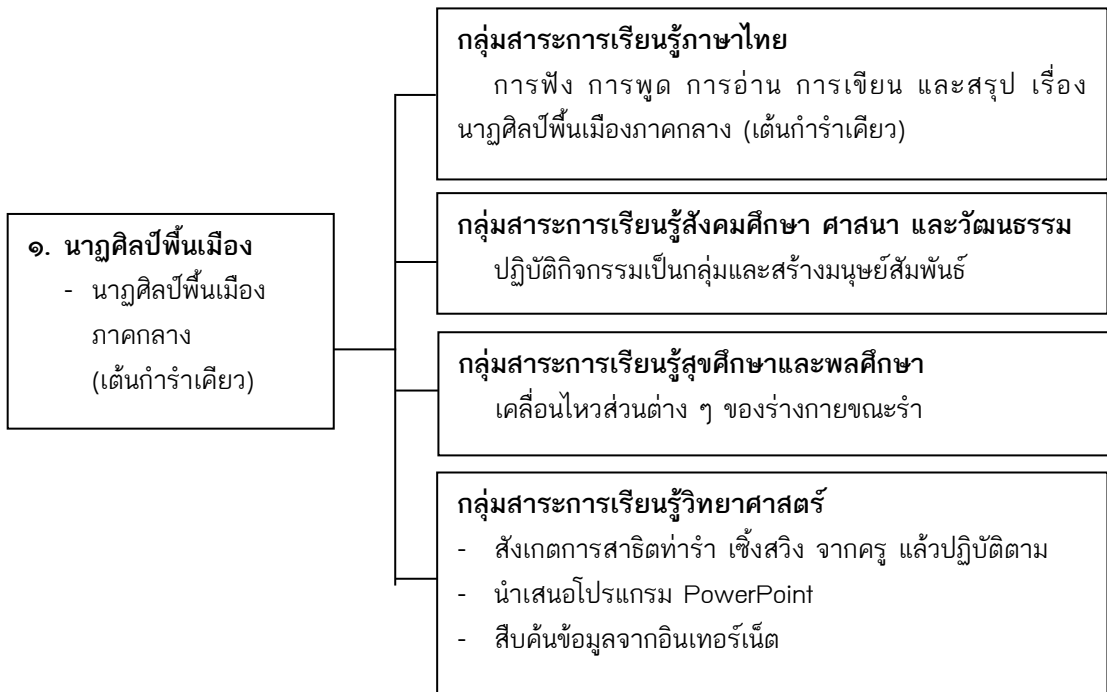 ๑. นาฏศิลป์พื้นเมือง
- นาฏศิลป์พื้นเมือง
ภาคกลาง
(เต้นกำรำเคียว)
กลุ่มสาระการเรียนรู้ภาษาไทย
การฟัง การพูด การอ่าน การเขียน และสรุป เรื่อง
นาฏศิลป์พื้นเมืองภาคกลาง (เต้นกำรำเคียว)
กลุ่มสาระการเรียนรู้สังคมศึกษา ศาสนา และวัฒนธรรม
ปฏิบัติกิจกรรมเป็นกลุ่มและสร้างมนุษย์สัมพันธ์
กลุ่มสาระการเรียนรู้สุขศึกษาและพลศึกษา
เคลื่อนไหวส่วนต่าง ๆ ของร่างกายขณะรำ
กลุ่มสาระการเรียนรู้วิทยาศาสตร์
- สังเกตการสาธิตท่ารำ เซิ้งสวิง จากครู แล้วปฏิบัติตาม
- นำเสนอโปรแกรม PowerPoint
- สืบค้นข้อมูลจากอินเทอร์เน็ต